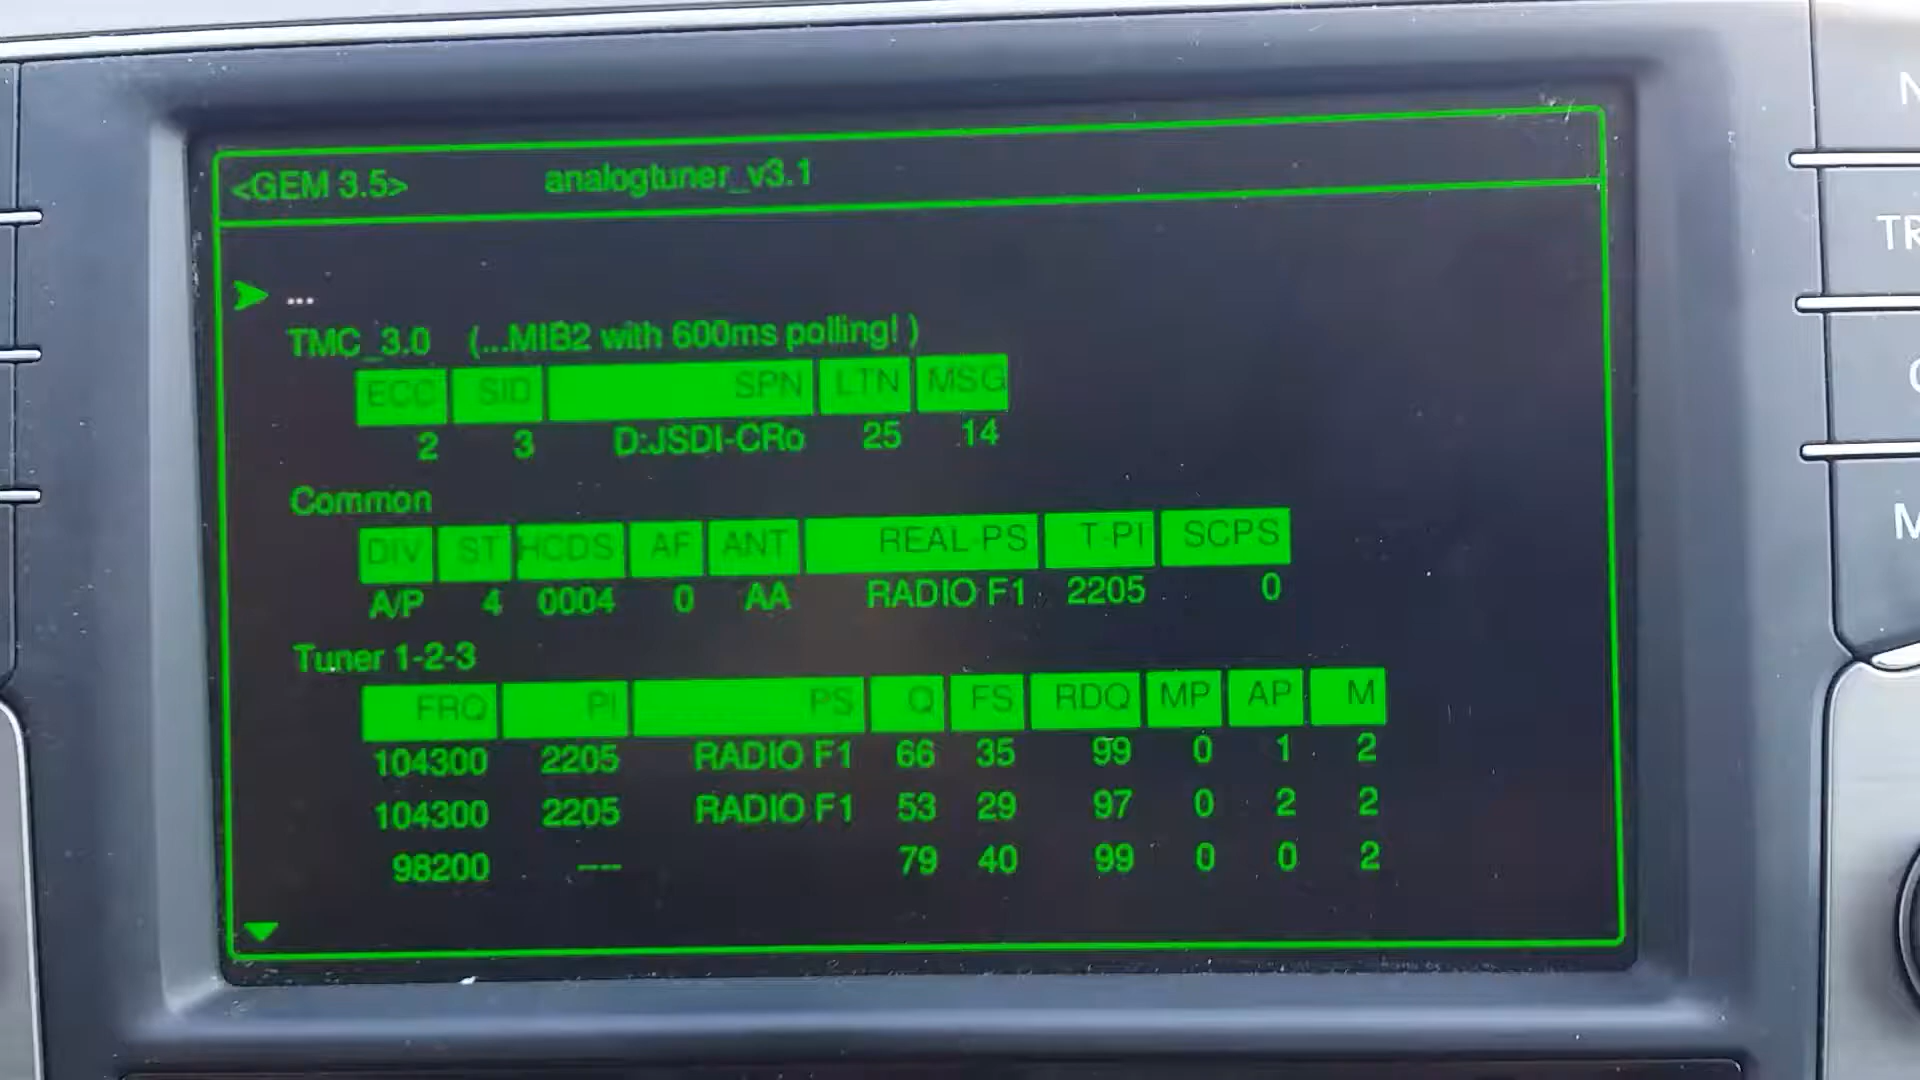 <GEM 3.5> analogtuner_v3.1
...
TMC_3.0 (...MIB2 with 600ms polling! )
ECC SID SPN LTN MSG
2 3 D:JSDI-CRo 25 14
Common
DIV ST HCDS AF ANT REAL-PS T-PI SCPS
A/P 4 0004 0 AA RADIO F1 2205 0
Tuner 1-2-3
FRQ PI PS Q FS RDQ MP AP M
104300 2205 RADIO F1 66 35 99 0 1 2
104300 2205 RADIO F1 53 29 97 0 2 2
98200 ---- 79 40 99 0 0 2